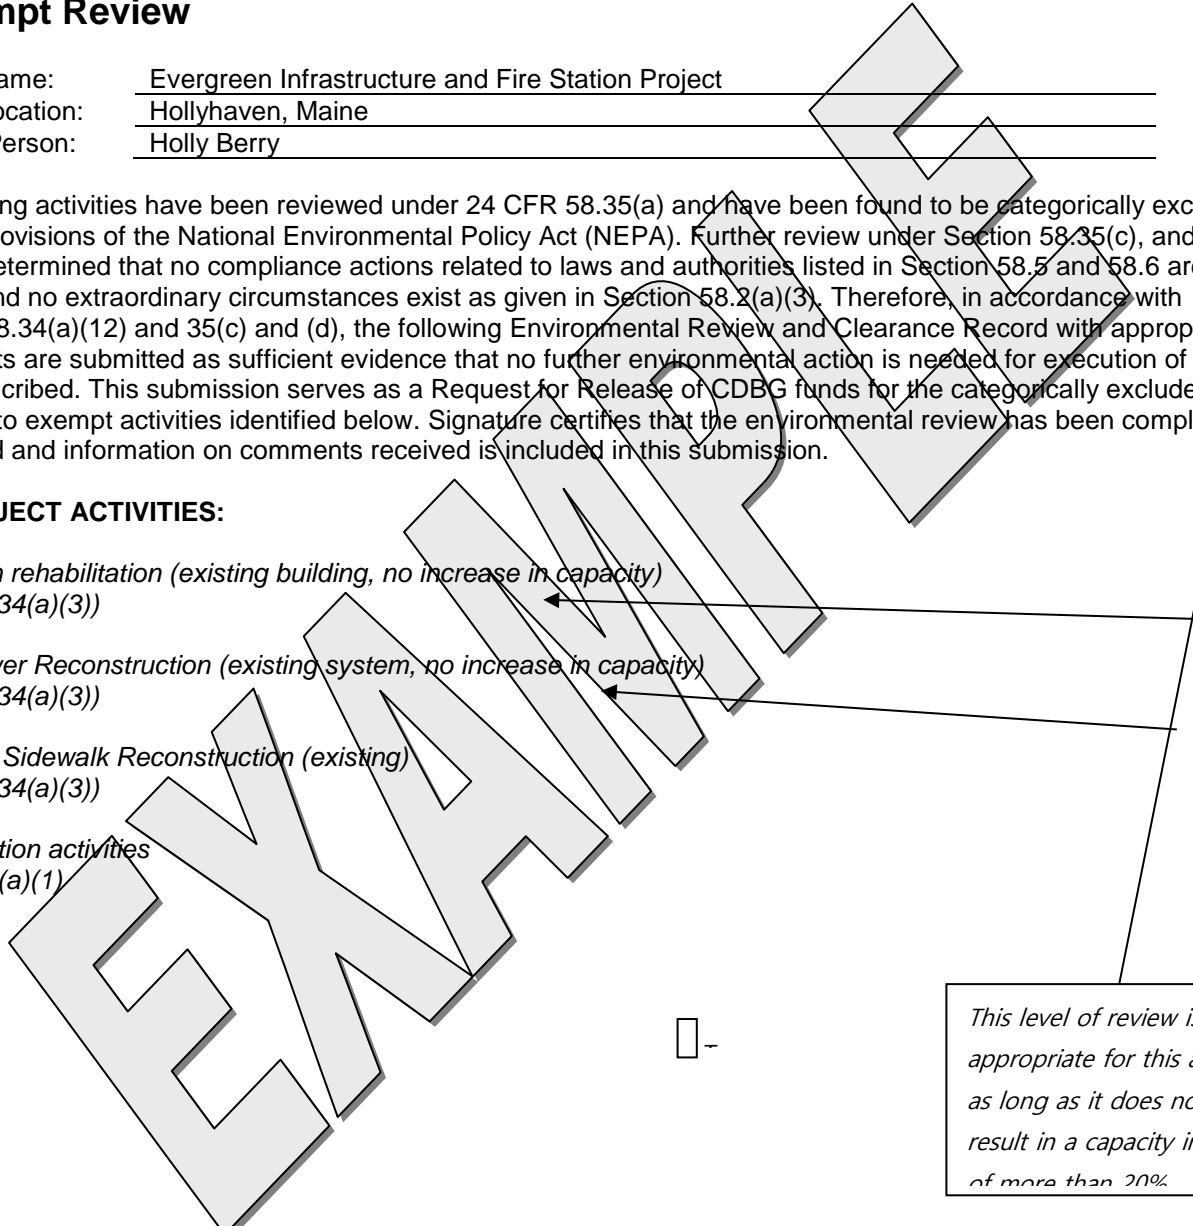 mpt Review
ame: Evergreen Infrastructure and Fire Station Project
ocation: Hollyhaven, Maine
Person: Holly Berry
ng activities have been reviewed under 24 CFR 58.35(a) and have been found to be categorically exc
ovisions of the National Environmental Policy Act (NEPA). Further review under Section 58.35(c), and
etermined that no compliance actions related to laws and authorities listed in Section 58.5 and 58.6 ar
nd no extraordinary circumstances exist as given in Section 58.2(a)(3). Therefore, in accordance with
8.34(a)(12) and 35(c) and (d), the following Environmental Review and Clearance Record with approp
ts are submitted as sufficient evidence that no further environmental action is needed for execution of
cribed. This submission serves as a Request for Release of CDBG funds for the categorically exclude
to exempt activities identified below. Signature certifies that the environmental review has been compl
d and information on comments received is included in this submission.
JECT ACTIVITIES:
n rehabilitation (existing building, no increase in capacity)
34(a)(3))
ver Reconstruction (existing system, no increase in capacity)
34(a)(3))
Sidewalk Reconstruction (existing)
34(a)(3))
tion activities
(a)(1)
EXAMPLE
This level of review is
appropriate for this a
as long as it does no
result in a capacity in
of more than 20%